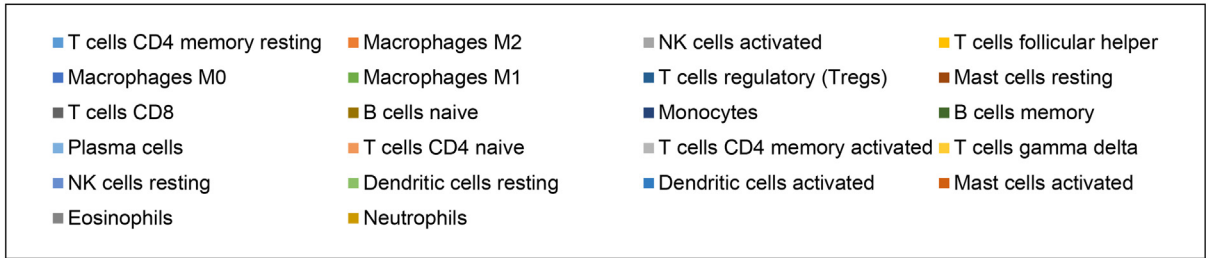 T cells CD4 memory resting Macrophages M2 NK cells activated T cells follicular helper
Macrophages M0 Macrophages M1 T cells regulatory (Tregs) Mast cells resting
T cells CD8 B cells naive Monocytes B cells memory
Plasma cells T cells CD4 naive T cells CD4 memory activated T cells gamma delta
NK cells resting Dendritic cells resting Dendritic cells activated Mast cells activated
Eosinophils Neutrophils